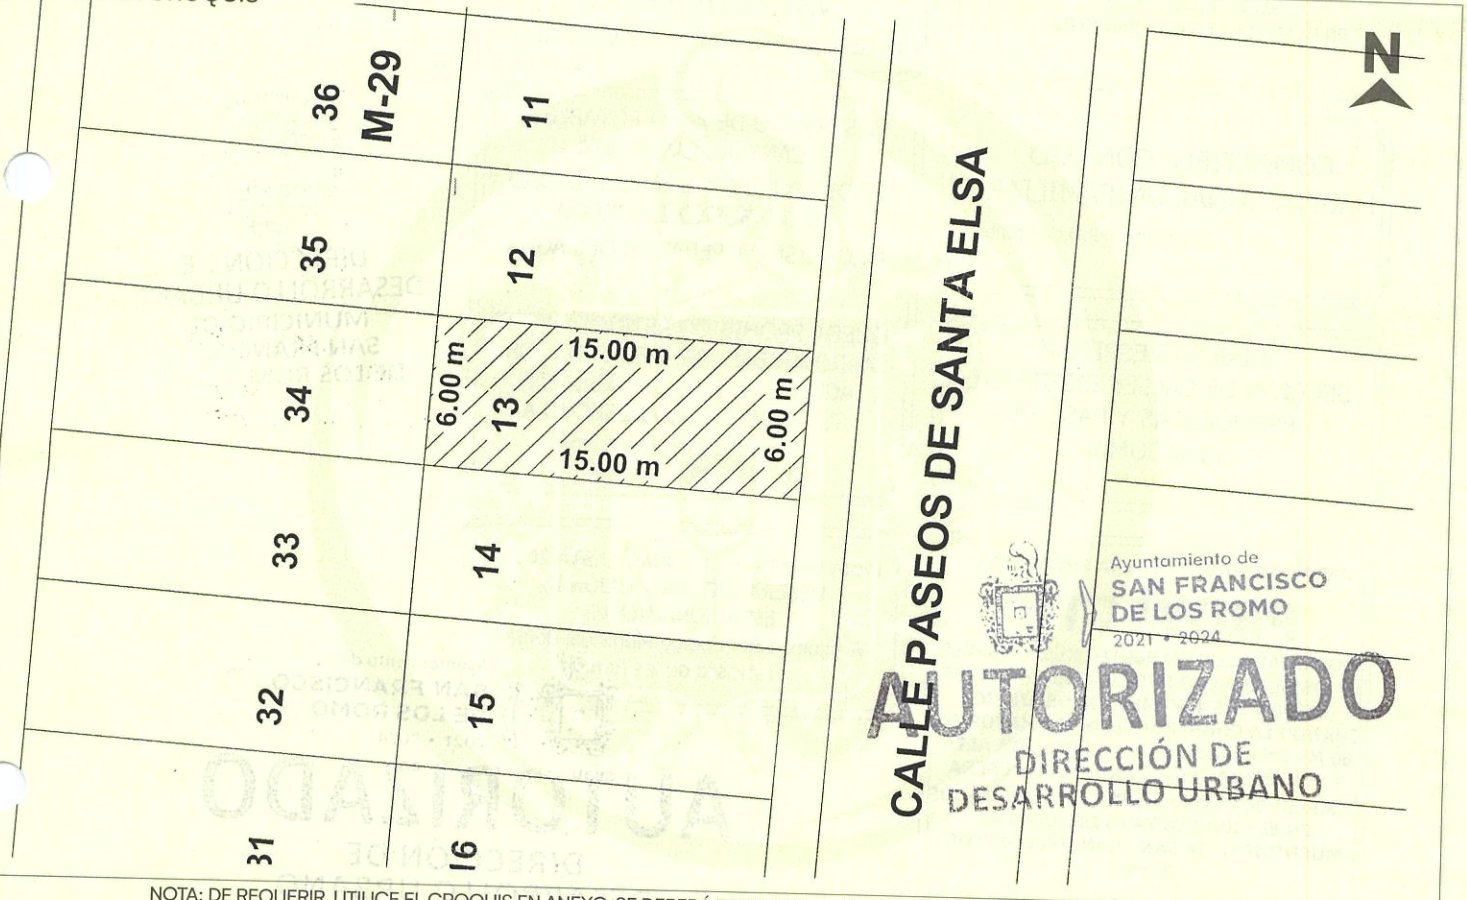 N
36
M-29
11
35
12
15.00 m
6.00 m
13
6.00 m
34
15.00 m
CALLE PASEOS DE SANTA ELSA
33
14
32
15
31
16
Ayuntamiento de
SAN FRANCISCO
DE LOS ROMO
2021 • 2024
AUTORIZADO
DIRECCIÓN DE
DESARROLLO URBANO
NOTA: DE REQUERIR, UTILICE EL CROQUIS EN ANEXO, SE DEBERÁ